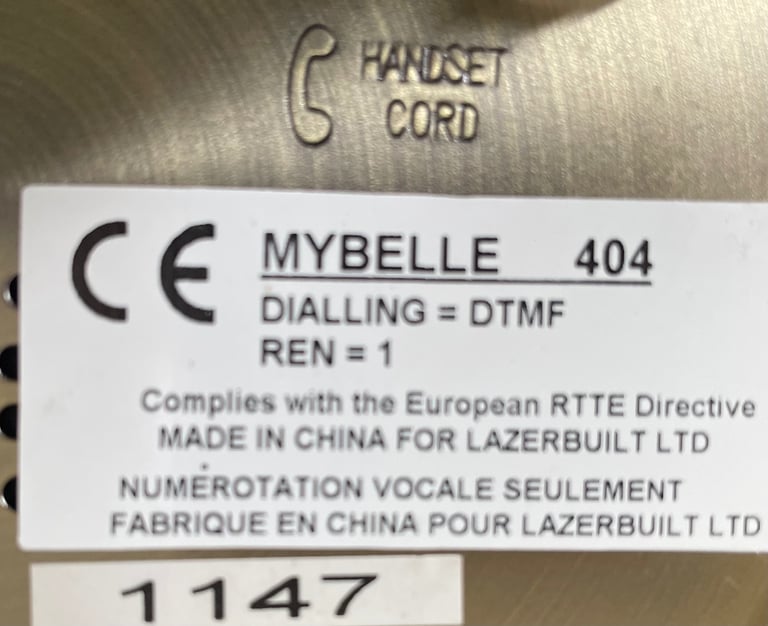 HANDSET
CORD
CE MYBELLE 404
DIALLING = DTMF
REN = 1
Complies with the European RTTE Directive
MADE IN CHINA FOR LAZERBUILT LTD
NUMÉROTATION VOCALE SEULEMENT
FABRIQUE EN CHINA POUR LAZERBUILT LTD
1147